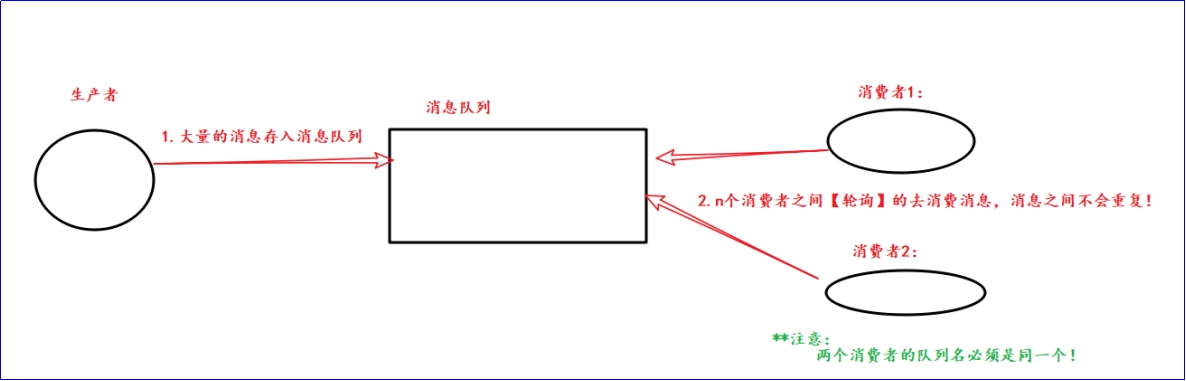 生产者
消息队列
消费者1：
1.大量的消息存入消息队列
2.n个消费者之间【轮询】的去消费消息，消息之间不会重复！
消费者2：
**注意：
两个消费者的队列名必须是同一个！